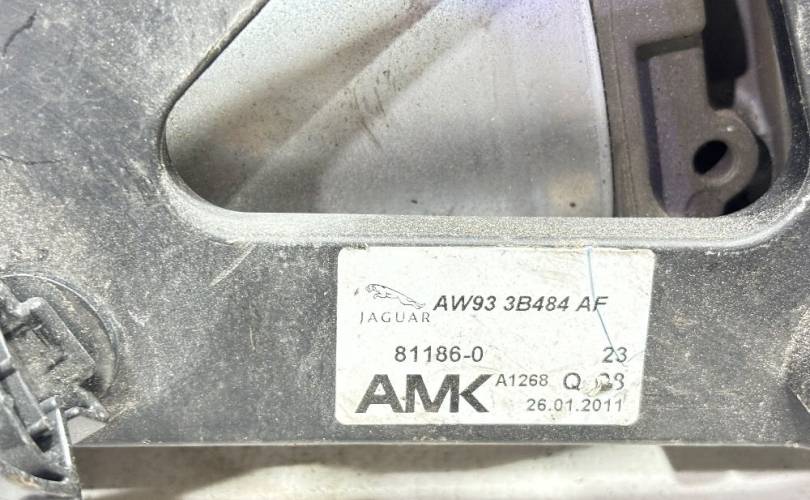 AW93 3B484 AF
JAGUAR
81186-0 23
AMK A1268 Q
26.01.2011